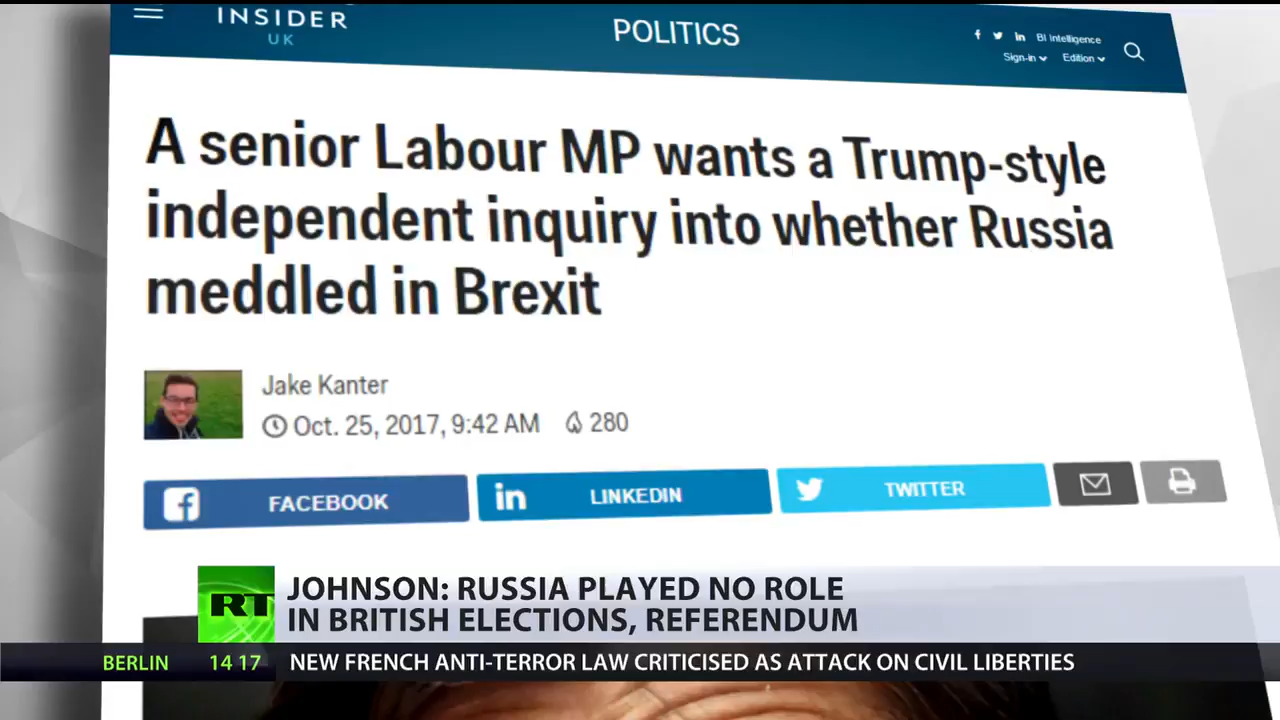 INSIDER
UK
POLITICS
BI Intelligence
Sign-in
Edition
A senior Labour MP wants a Trump-style
independent inquiry into whether Russia
meddled in Brexit
Jake Kanter
Oct. 25, 2017, 9:42 AM
280
FACEBOOK
LINKEDIN
TWITTER
RT
JOHNSON: RUSSIA PLAYED NO ROLE
IN BRITISH ELECTIONS, REFERENDUM
BERLIN 14 17 NEW FRENCH ANTI-TERROR LAW CRITICISED AS ATTACK ON CIVIL LIBERTIES